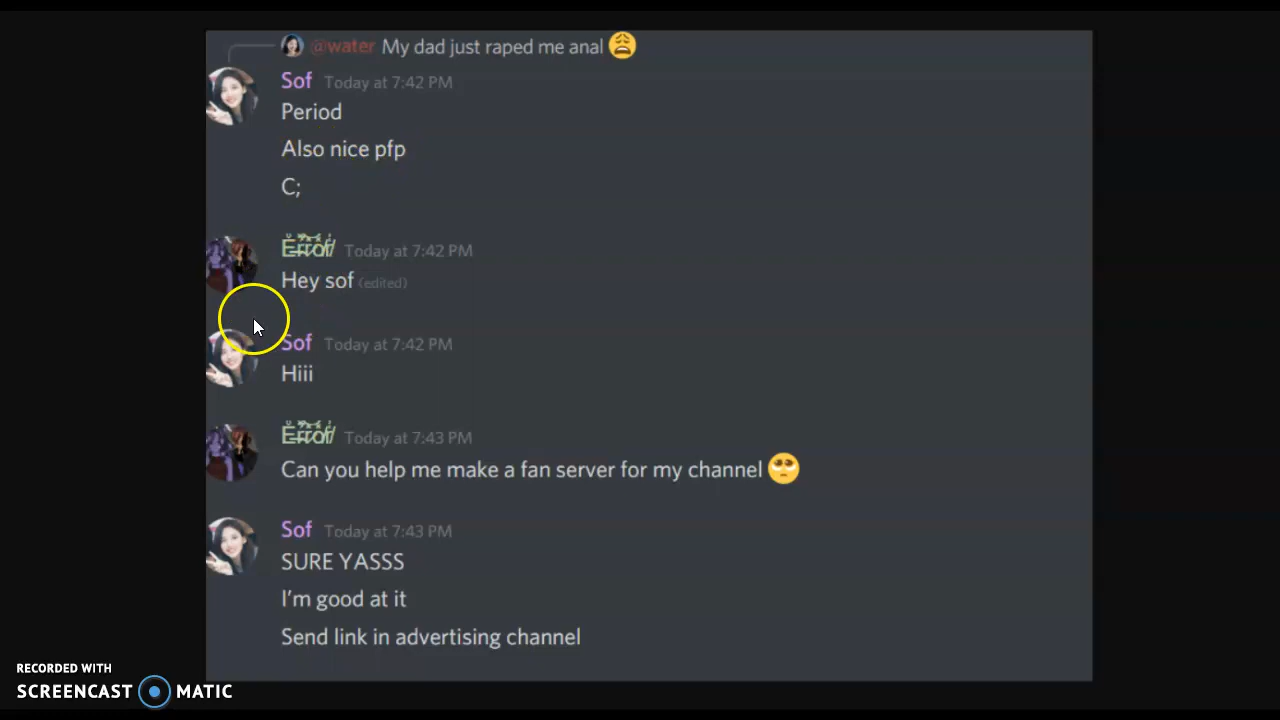 @water My dad just raped me anal 😩
Sof Today at 7:42 PM
Period
Also nice pfp
C;
Error Today at 7:42 PM
Hey sof (edited)
Sof Today at 7:42 PM
Hiii
Error Today at 7:43 PM
Can you help me make a fan server for my channel 🥺
Sof Today at 7:43 PM
SURE YASSS
I'm good at it
Send link in advertising channel
RECORDED WITH
SCREENCAST MATIC